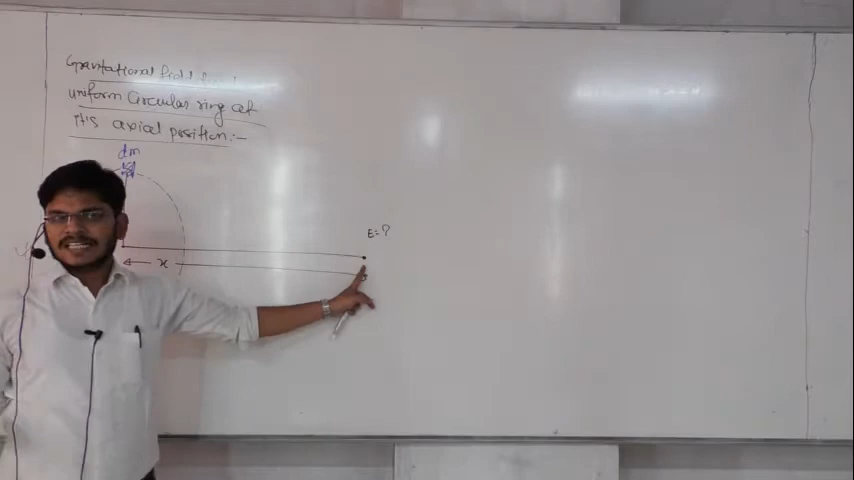 Gravitational field
uniform Circular ring at
it's axial position:-
dm
E=?
x